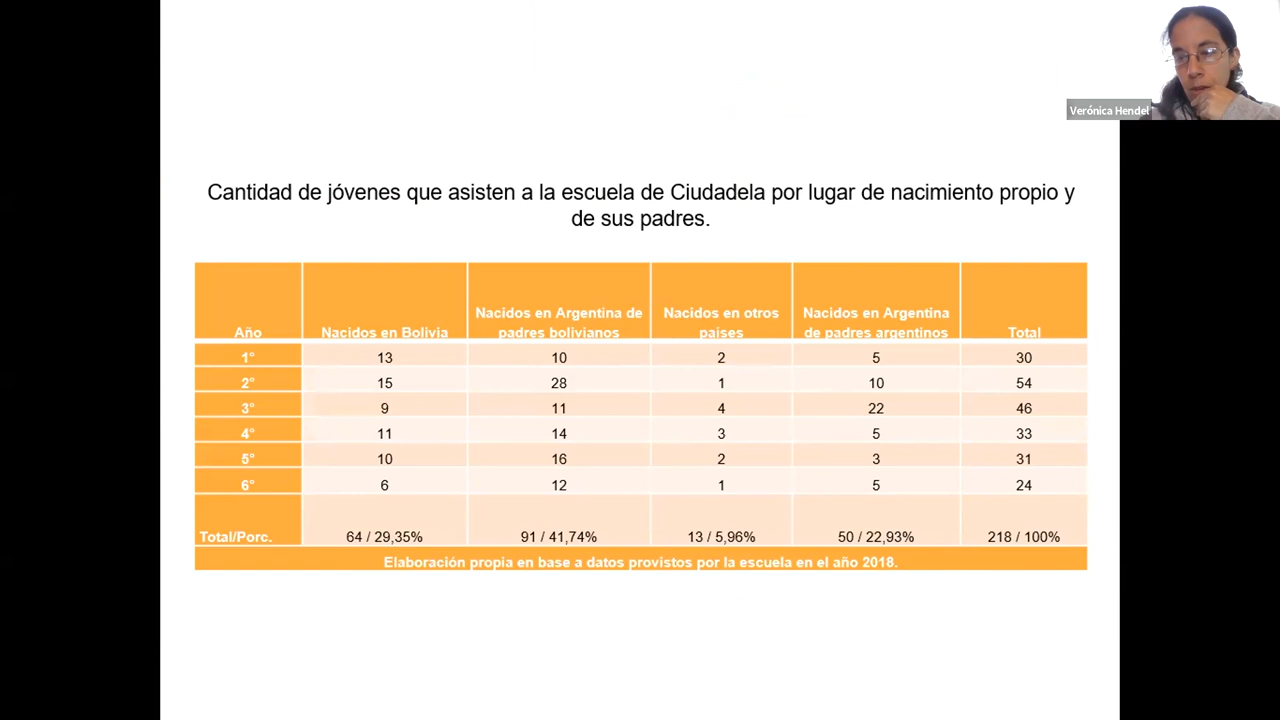 Verónica Hendel
Cantidad de jóvenes que asisten a la escuela de Ciudadela por lugar de nacimiento propio y
de sus padres.
Año Nacidos en Bolivia Nacidos en Argentina de padres bolivianos Nacidos en otros paises Nacidos en Argentina de padres argentinos Total
1° 13 10 2 5 30
2° 15 28 1 10 54
3° 9 11 4 22 46
4° 11 14 3 5 33
5° 10 16 2 3 31
6° 6 12 1 5 24
Total/Porc. 64 / 29,35% 91 / 41,74% 13 / 5,96% 50 / 22,93% 218 / 100%
Elaboración propia en base a datos provistos por la escuela en el año 2018.